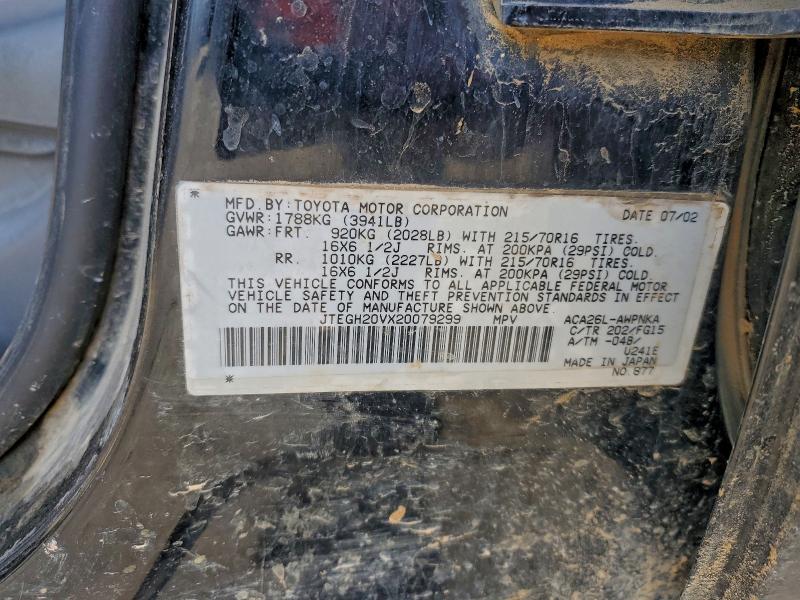 MFD. BY: TOYOTA MOTOR CORPORATION DATE 07/02
GVWR: 1788KG (3941LB)
GAWR: FRT. 920KG (2028LB) WITH 215/70R16 TIRES.
16X6 1/2J RIMS. AT 200KPA (29PSI) COLD.
RR. 1010KG (2227LB) WITH 215/70R16 TIRES.
16X6 1/2J RIMS. AT 200KPA (29PSI) COLD.
THIS VEHICLE CONFORMS TO ALL APPLICABLE FEDERAL MOTOR
VEHICLE SAFETY AND THEFT PREVENTION STANDARDS IN EFFECT
ON THE DATE OF MANUFACTURE SHOWN ABOVE.
JTEGH20VX20079299 MPV ACA26L-AWPNKA
C/TR 202/FG15
A/TM -04B/
U241E
MADE IN JAPAN
NO. 877